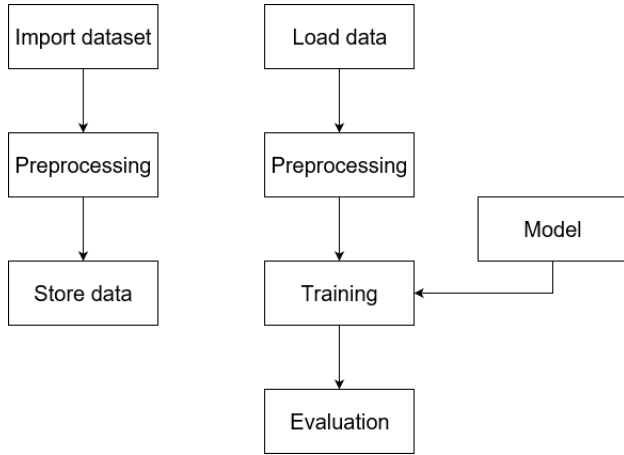 Import dataset
Preprocessing
Store data
Load data
Preprocessing
Training
Evaluation
Model